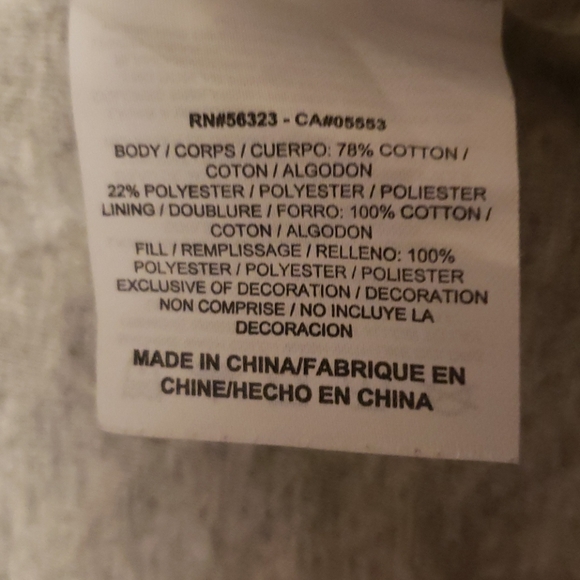 RN#56323 - CA#05553
BODY / CORPS / CUERPO: 78% COTTON /
COTON / ALGODON
22% POLYESTER / POLYESTER / POLIESTER
LINING / DOUBLURE / FORRO: 100% COTTON /
COTON / ALGODON
FILL / REMPLISSAGE / RELLENO: 100%
POLYESTER / POLYESTER / POLIESTER
EXCLUSIVE OF DECORATION / DECORATION
NON COMPRISE / NO INCLUYE LA
DECORACION
MADE IN CHINA/FABRIQUE EN
CHINE/HECHO EN CHINA